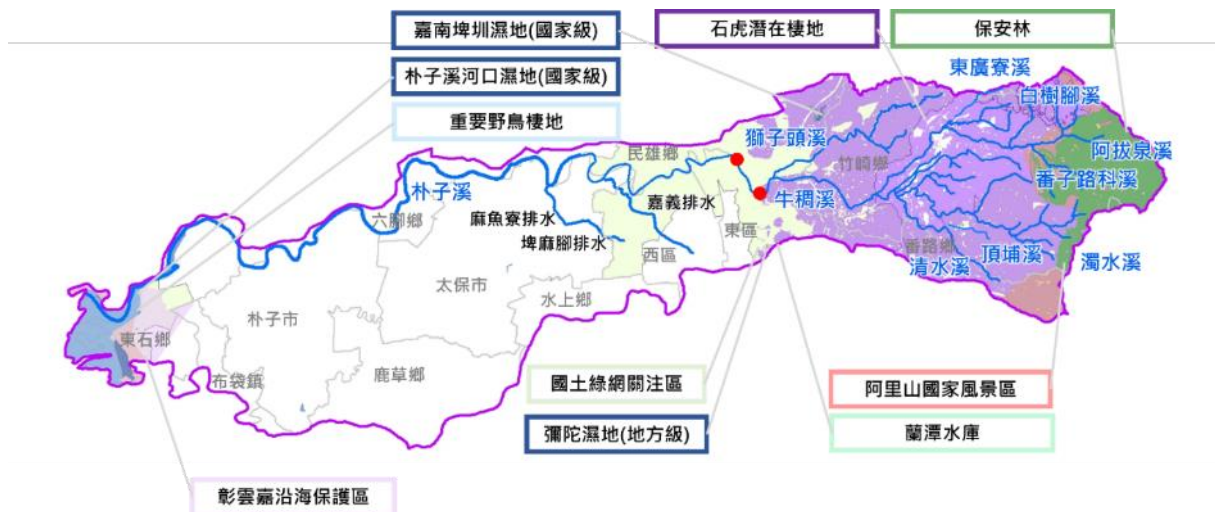 嘉南埤圳濕地(國家級)
石虎潛在棲地
保安林
朴子溪河口濕地(國家級)
重要野鳥棲地
東廣寮溪
白樹腳溪
獅子頭溪
民雄鄉
竹崎鄉
阿拔泉溪
番子路科溪
朴子溪
牛稠溪
六腳鄉
麻魚寮排水
嘉義排水
埤麻腳排水
東區
西區
番路鄉
頂埔溪
清水溪
濁水溪
太保市
水上鄉
朴子市
東石鄉
布袋鎮
鹿草鄉
國土綠網關注區
阿里山國家風景區
彌陀濕地(地方級)
蘭潭水庫
彰雲嘉沿海保護區